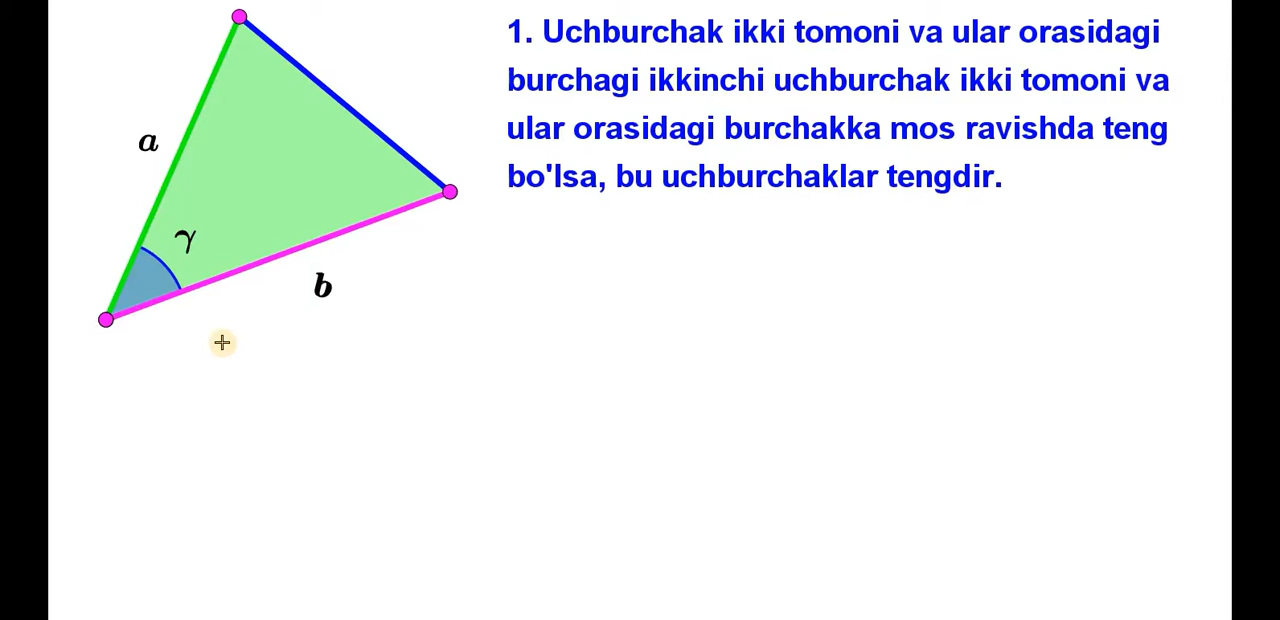 1. Uchburchak ikki tomoni va ular orasidagi
burchagi ikkinchi uchburchak ikki tomoni va
ular orasidagi burchakka mos ravishda teng
bo'lsa, bu uchburchaklar tengdir.
a
γ
b